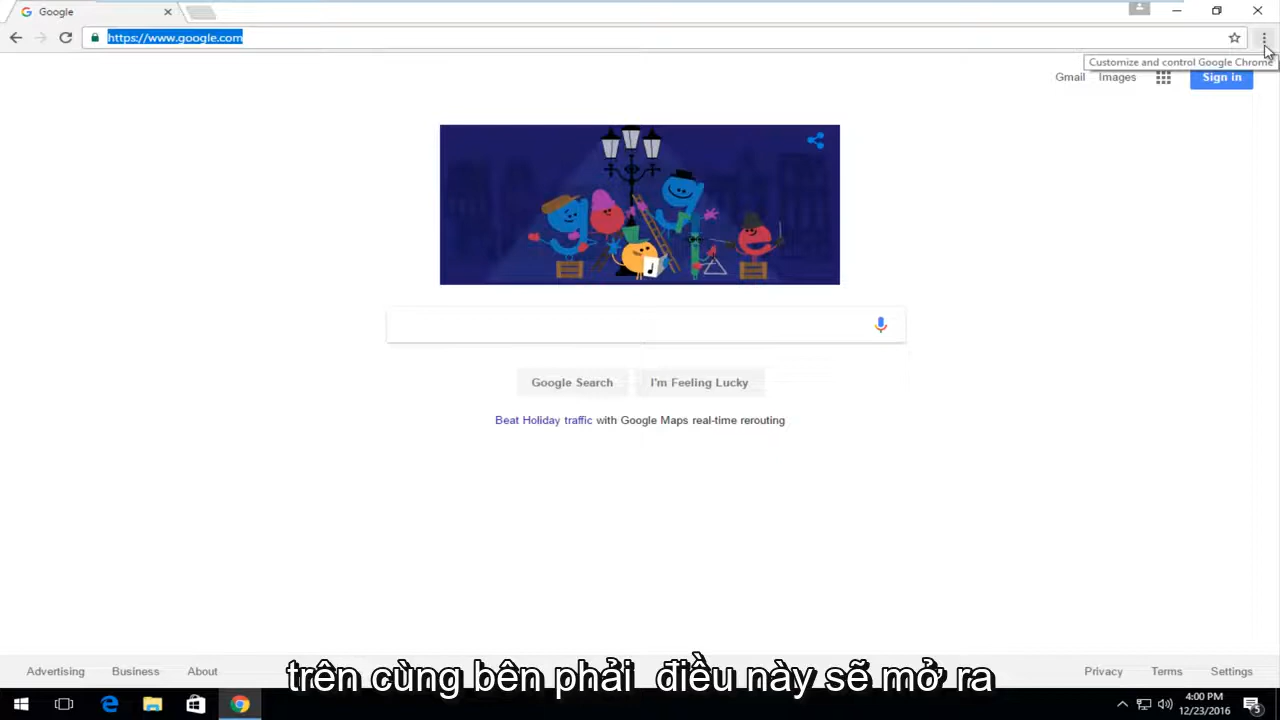 Google
https://www.google.com
Customize and control Google Chrome
Gmail Images Sign in
Google Search I'm Feeling Lucky
Beat Holiday traffic with Google Maps real-time rerouting
Advertising Business About Privacy Terms Settings
trên cùng bên phải điều này sẽ mở ra
4:00 PM
12/23/2016
5